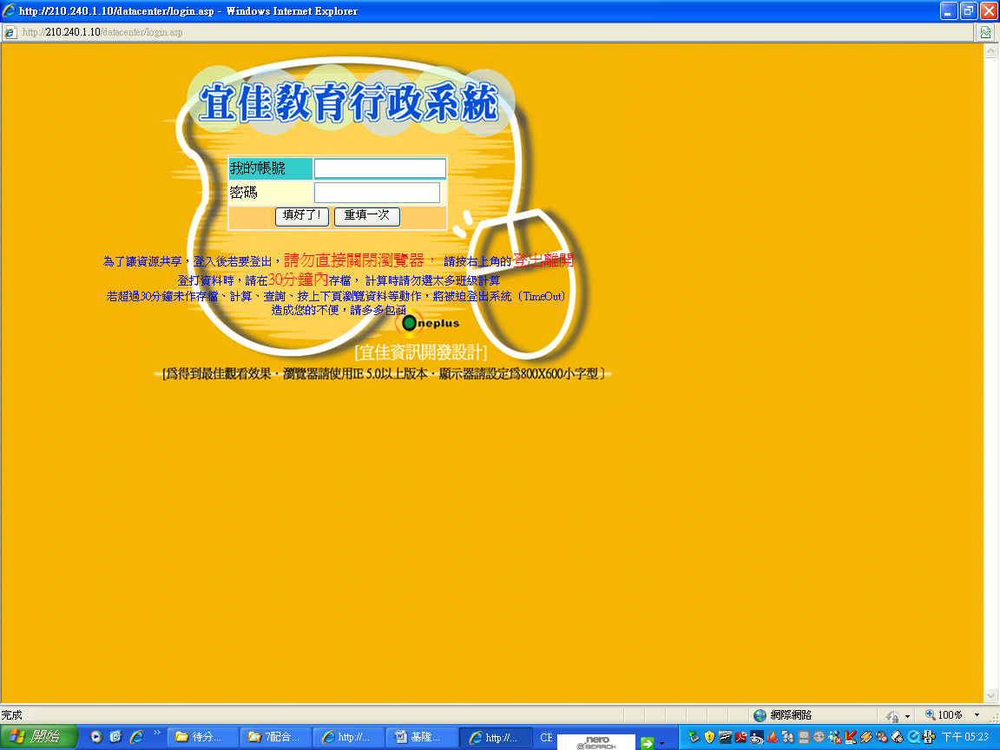 http://210.240.1.10/datacenter/login.asp - Windows Internet Explorer
http://210.240.1.10/datacenter/login.asp
宜佳教育行政系統
我的帳號
密碼
填好了! 重填一次
為了讓資源共享，登入後若要登出，請勿直接關閉瀏覽器， 請按右上角的登出離開
登打資料時，請在30分鐘內存檔， 計算時請勿選太多班級計算
若超過30分鐘未作存檔、計算、查詢、按上下頁瀏覽資料等動作，將被迫登出系統〔TimeOut〕
造成您的不便，請多多包涵
Oneplus
[宜佳資訊開發設計]
[為得到最佳觀看效果．瀏覽器請使用IE 5.0以上版本．顯示器請設定為800X600小字型〕
完成 網際網路 100%
開始 待分... 7配合... http://... 基隆... http://... CH nero @SEARCH 下午 05:23